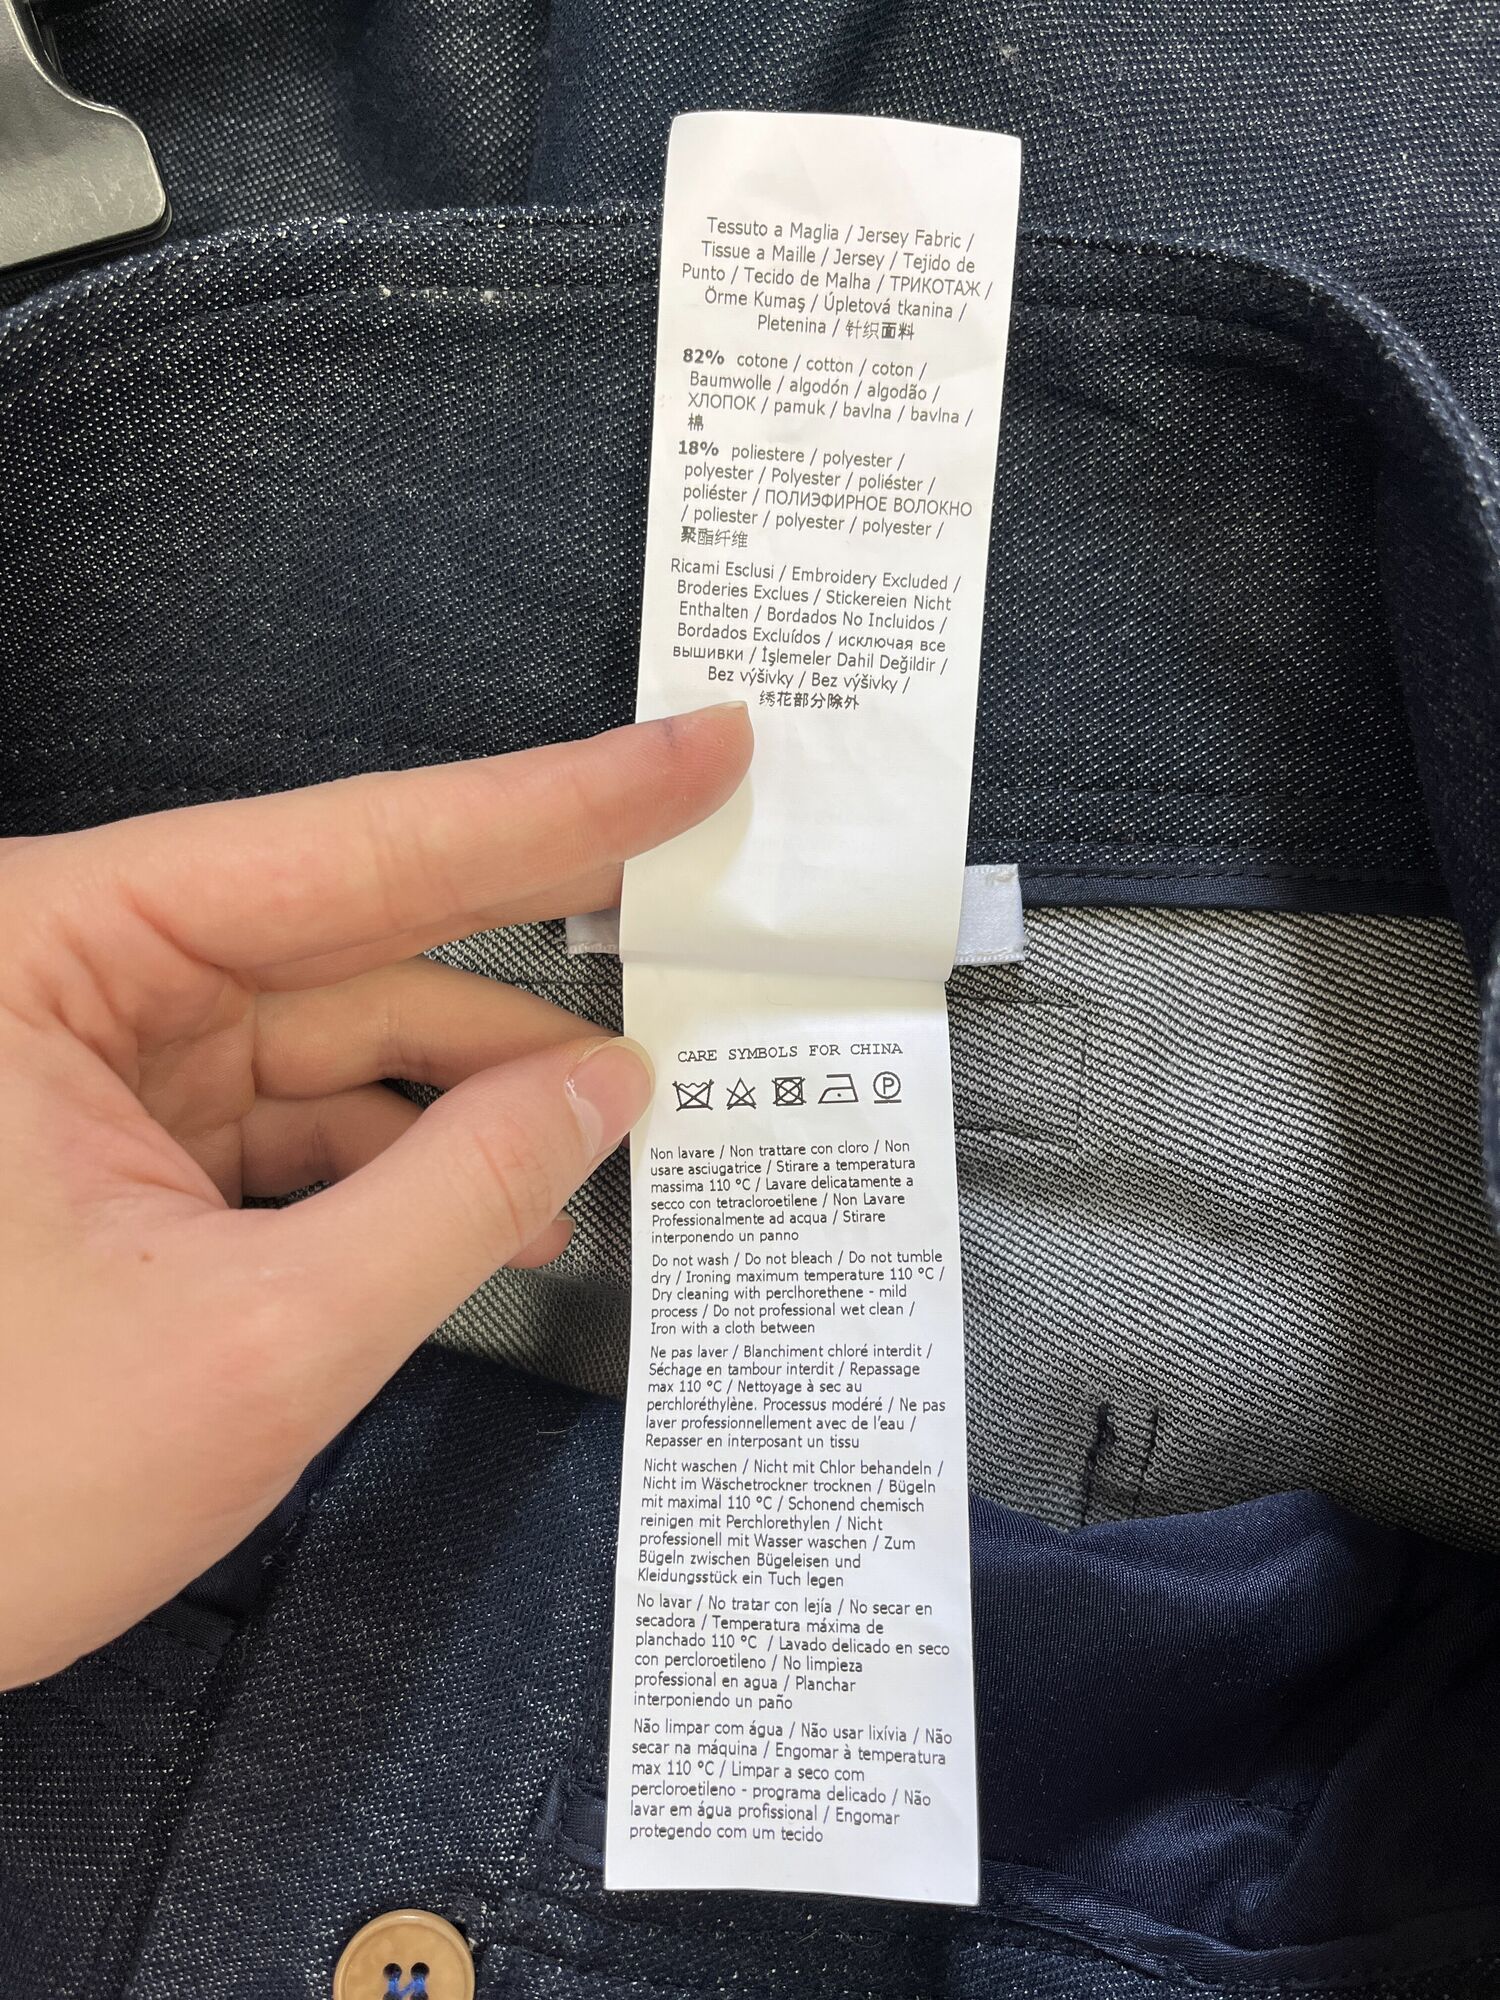 Tessuto a Maglia / Jersey Fabric /
Tissue a Maille / Jersey / Tejido de
Punto / Tecido de Malha / ТРИКОТАЖ /
Örme Kumaş / Úpletová tkanina /
Pletenina / 针织面料
82% cotone / cotton / coton /
Baumwolle / algodón / algodão /
ХЛОПОК / pamuk / bavlna / bavlna /
棉
18% poliestere / polyester /
polyester / Polyester / poliéster /
poliéster / ПОЛИЭФИРНОЕ ВОЛОКНО
/ poliester / polyester / polyester /
聚酯纤维
Ricami Esclusi / Embroidery Excluded /
Broderies Exclues / Stickereien Nicht
Enthalten / Bordados No Incluidos /
Bordados Excluídos / исключая все
вышивки / İşlemeler Dahil Değildir /
Bez výšivky / Bez výšivky /
绣花部分除外
CARE SYMBOLS FOR CHINA
P
Non lavare / Non trattare con cloro / Non
usare asciugatrice / Stirare a temperatura
massima 110 °C / Lavare delicatamente a
secco con tetracloroetilene / Non Lavare
Professionalmente ad acqua / Stirare
interponendo un panno
Do not wash / Do not bleach / Do not tumble
dry / Ironing maximum temperature 110 °C /
Dry cleaning with perclhorethene - mild
process / Do not professional wet clean /
Iron with a cloth between
Ne pas laver / Blanchiment chloré interdit /
Séchage en tambour interdit / Repassage
max 110 °C / Nettoyage à sec au
perchloréthylène. Processus modéré / Ne pas
laver professionnellement avec de l'eau /
Repasser en interposant un tissu
Nicht waschen / Nicht mit Chlor behandeln /
Nicht im Wäschetrockner trocknen / Bügeln
mit maximal 110 °C / Schonend chemisch
reinigen mit Perchlorethylen / Nicht
professionell mit Wasser waschen / Zum
Bügeln zwischen Bügeleisen und
Kleidungsstück ein Tuch legen
No lavar / No tratar con lejía / No secar en
secadora / Temperatura máxima de
planchado 110 °C / Lavado delicado en seco
con percloroetileno / No limpieza
professional en agua / Planchar
interponiendo un paño
Não limpar com água / Não usar lixívia / Não
secar na máquina / Engomar à temperatura
max 110 °C / Limpar a seco com
percloroetileno - programa delicado / Não
lavar em água profissional / Engomar
protegendo com um tecido